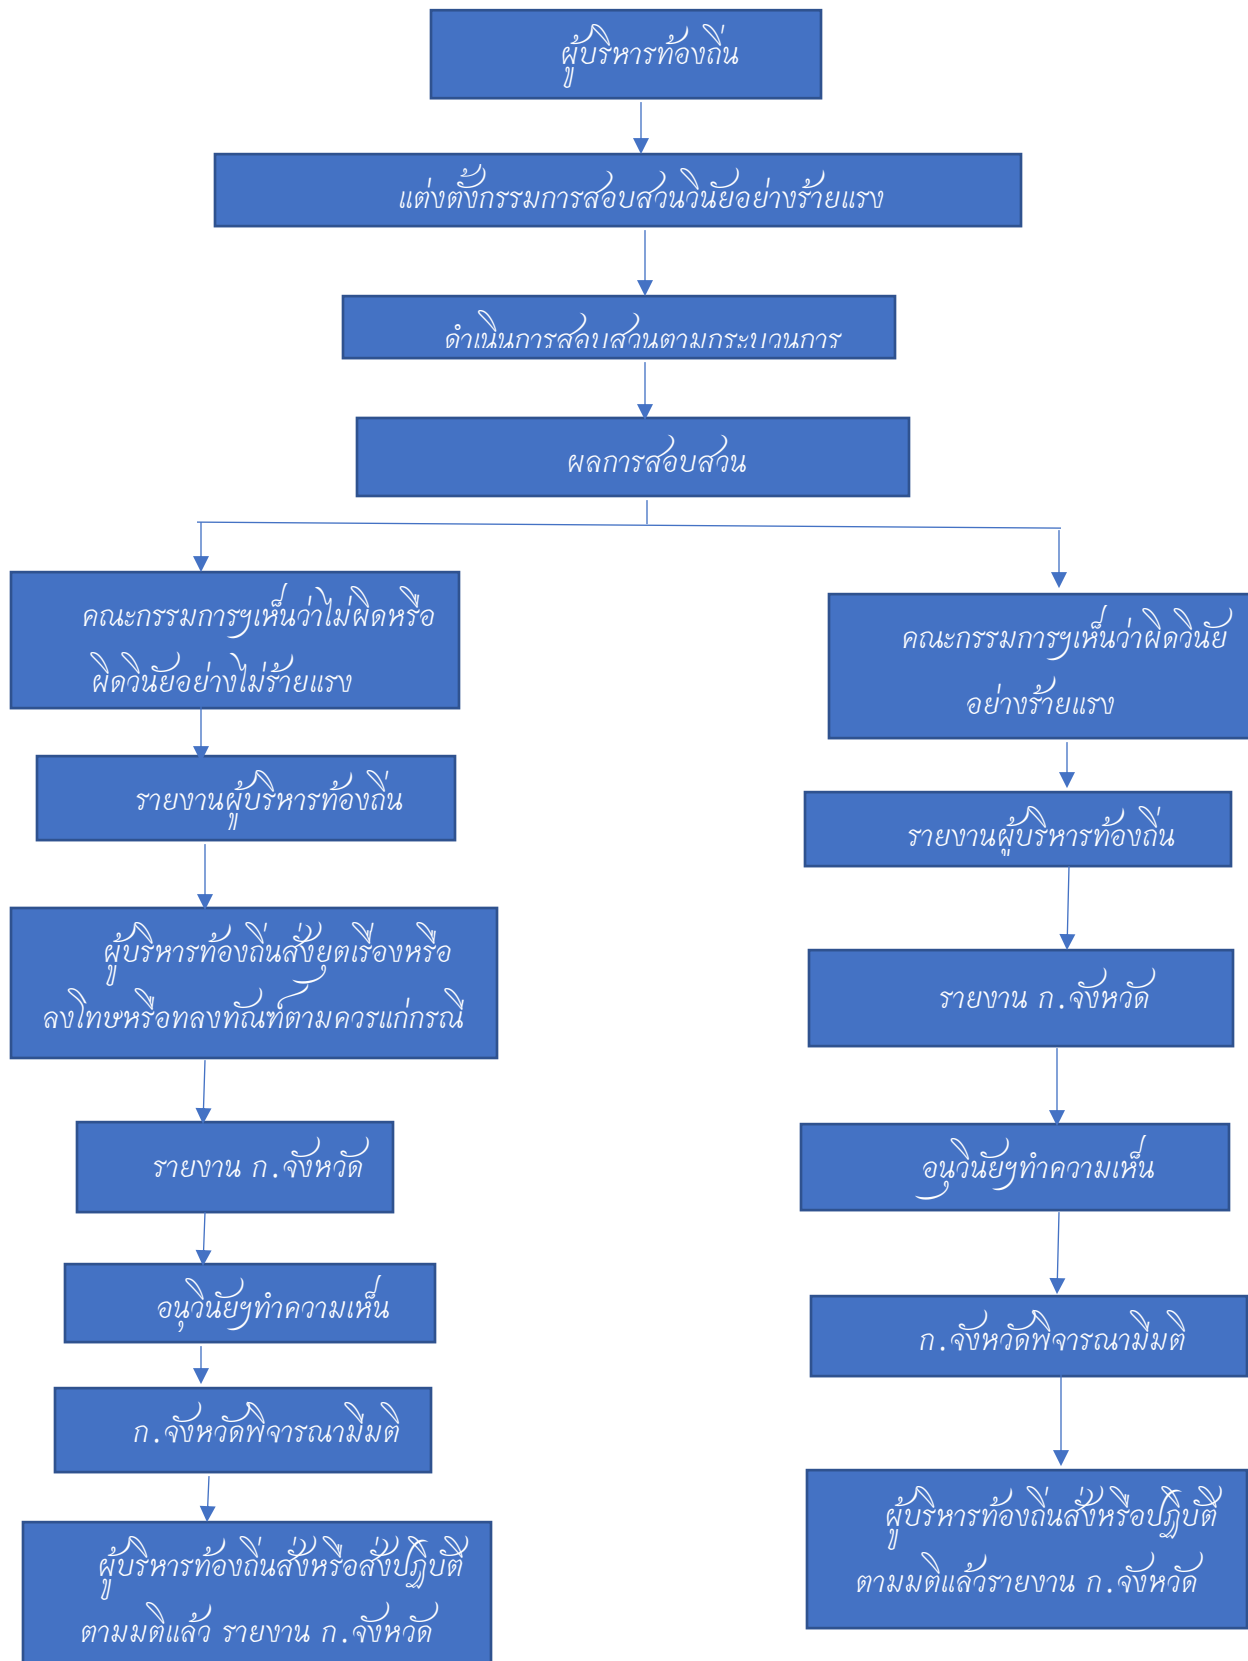 ผู้บริหารท้องถิ่น
แต่งตั้งกรรมการสอบสวนวินัยอย่างร้ายแรง
ดำเนินการสอบสวนตามกระบวนการ
ผลการสอบสวน
คณะกรรมการฯเห็นว่าไม่ผิดหรือ
ผิดวินัยอย่างไม่ร้ายแรง
รายงานผู้บริหารท้องถิ่น
ผู้บริหารท้องถิ่นสั่งยุตเรื่องหรือ
ลงโทษหรือทลงทัณฑ์ตามควรแก่กรณี
รายงาน ก.จังหวัด
อนุวินัยฯทำความเห็น
ก.จังหวัดพิจารณามีมติ
ผู้บริหารท้องถิ่นสั่งหรือสั่งปฏิบัติ
ตามมติแล้ว รายงาน ก.จังหวัด
คณะกรรมการฯเห็นว่าผิดวินัย
อย่างร้ายแรง
รายงานผู้บริหารท้องถิ่น
รายงาน ก.จังหวัด
อนุวินัยฯทำความเห็น
ก.จังหวัดพิจารณามีมติ
ผู้บริหารท้องถิ่นสั่งหรือปฏิบัติ
ตามมติแล้วรายงาน ก.จังหวัด